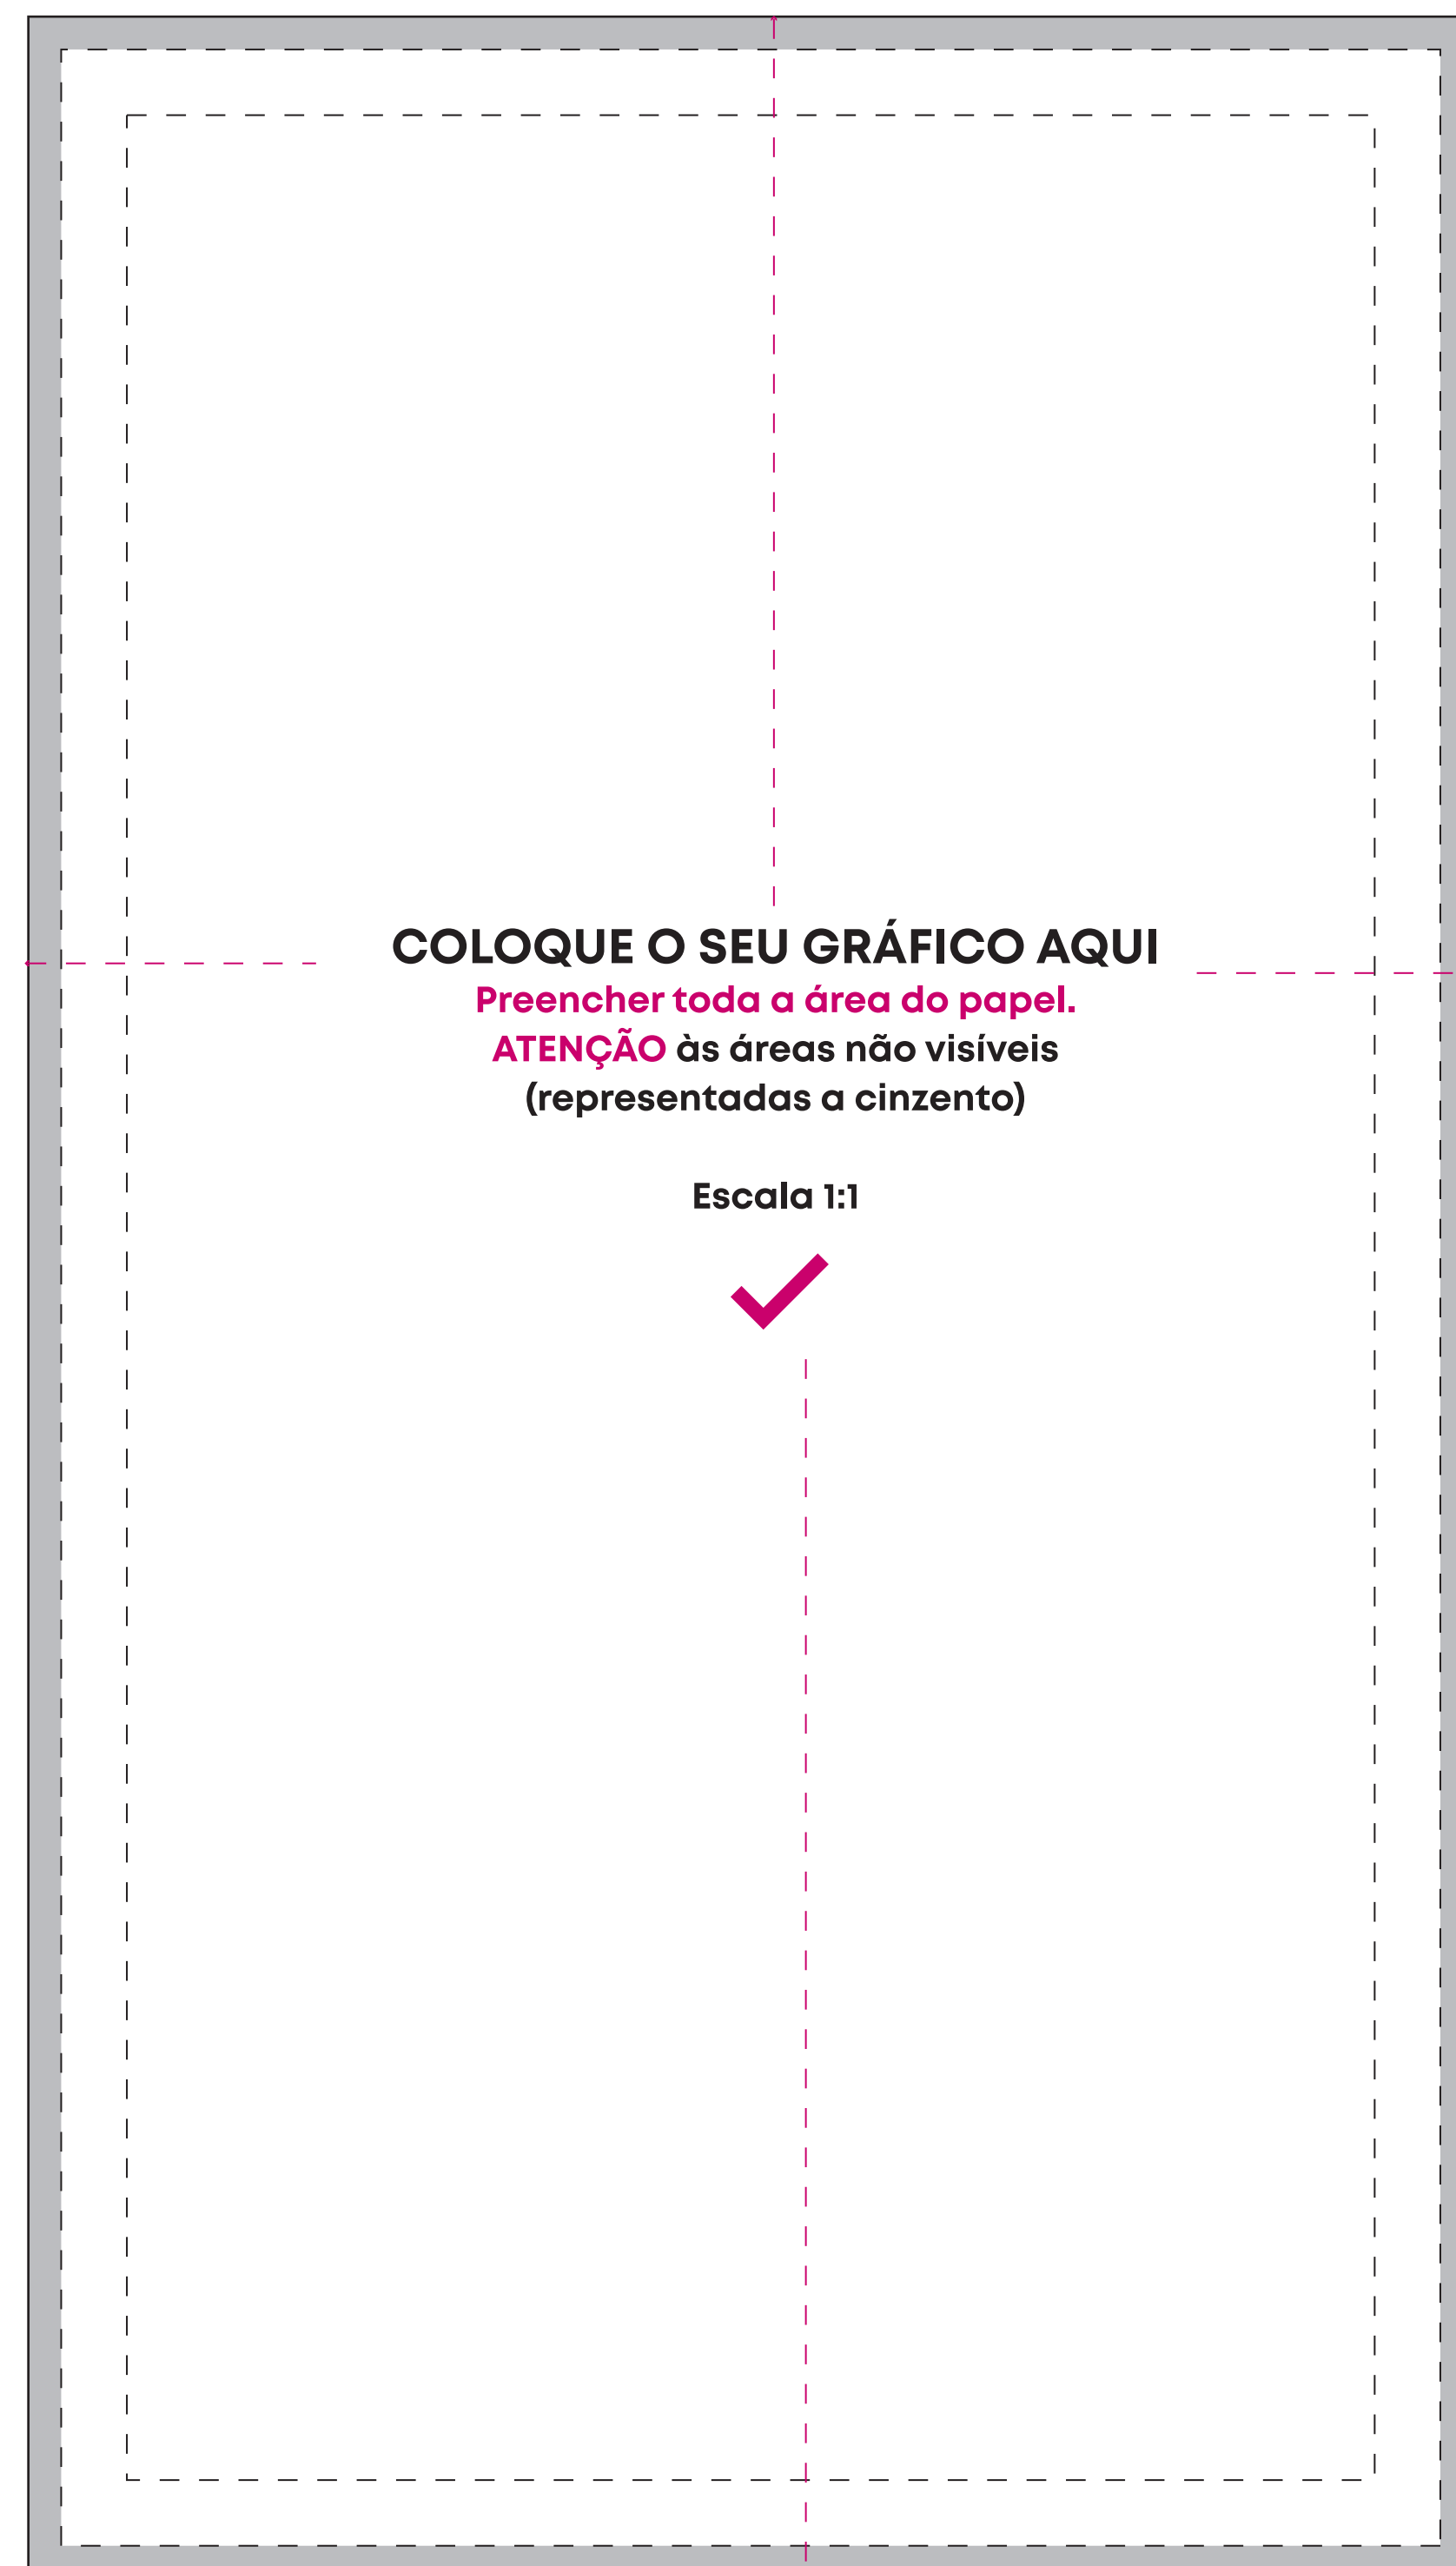 COLOQUE O SEU GRÁFICO AQUI
Preencher toda a área do papel.
ATENÇÃO às áreas não visíveis
(representadas a cinzento)
Escala 1:1